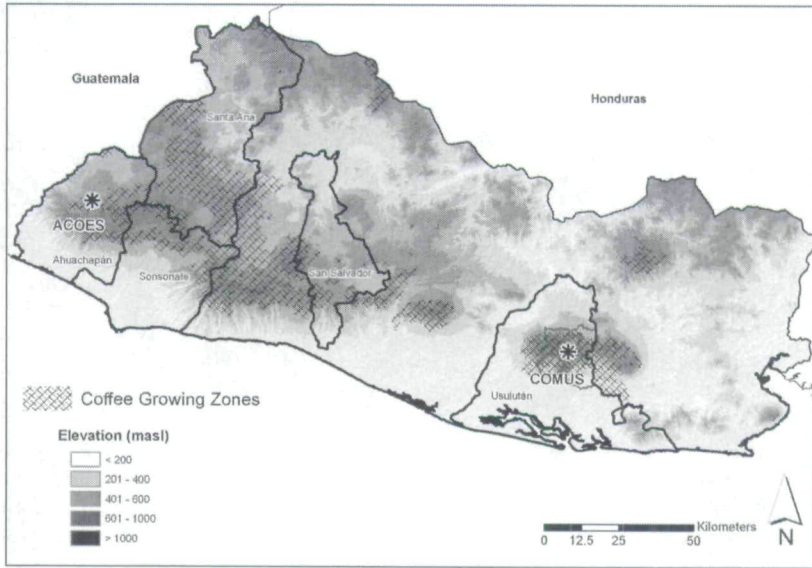 Guatemala
Honduras
Santa Ana
ACOES
Ahuachapán
Sonsonate
San Salvador
COMUS
Usulután
Coffee Growing Zones
Elevation (masl)
< 200
201 - 400
401 - 600
601 - 1000
> 1000
Kilometers
0 12.5 25 50
N